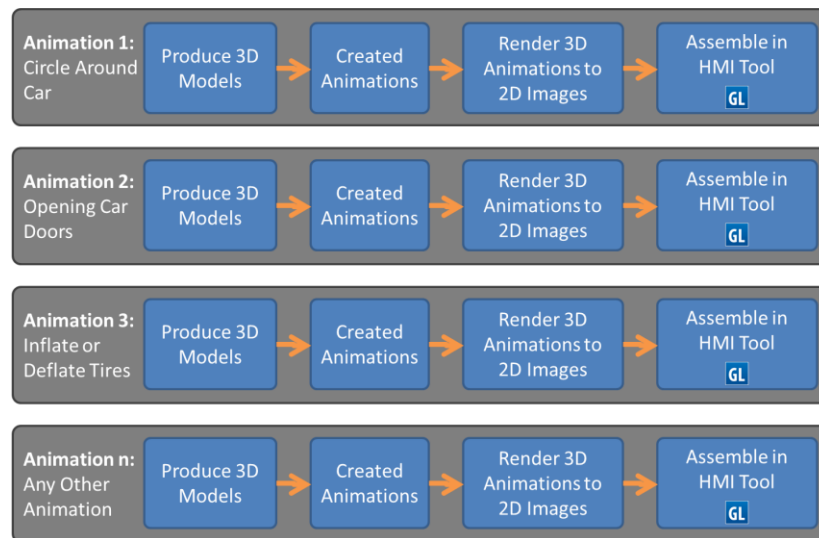 Animation 1:
Circle Around
Car
Produce 3D
Models
Created
Animations
Render 3D
Animations to
2D Images
Assemble in
HMI Tool
GL
Animation 2:
Opening Car
Doors
Produce 3D
Models
Created
Animations
Render 3D
Animations to
2D Images
Assemble in
HMI Tool
GL
Animation 3:
Inflate or
Deflate Tires
Produce 3D
Models
Created
Animations
Render 3D
Animations to
2D Images
Assemble in
HMI Tool
GL
Animation n:
Any Other
Animation
Produce 3D
Models
Created
Animations
Render 3D
Animations to
2D Images
Assemble in
HMI Tool
GL